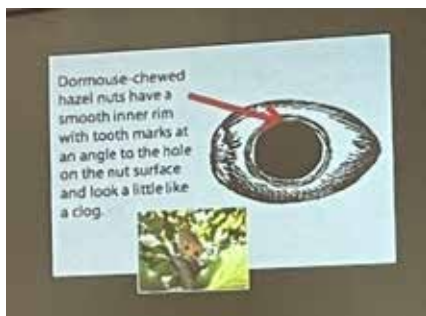 Dormouse-chewed
hazel nuts have a
smooth inner rim
with tooth marks at
an angle to the hole
on the nut surface
and look a little like
a clog.